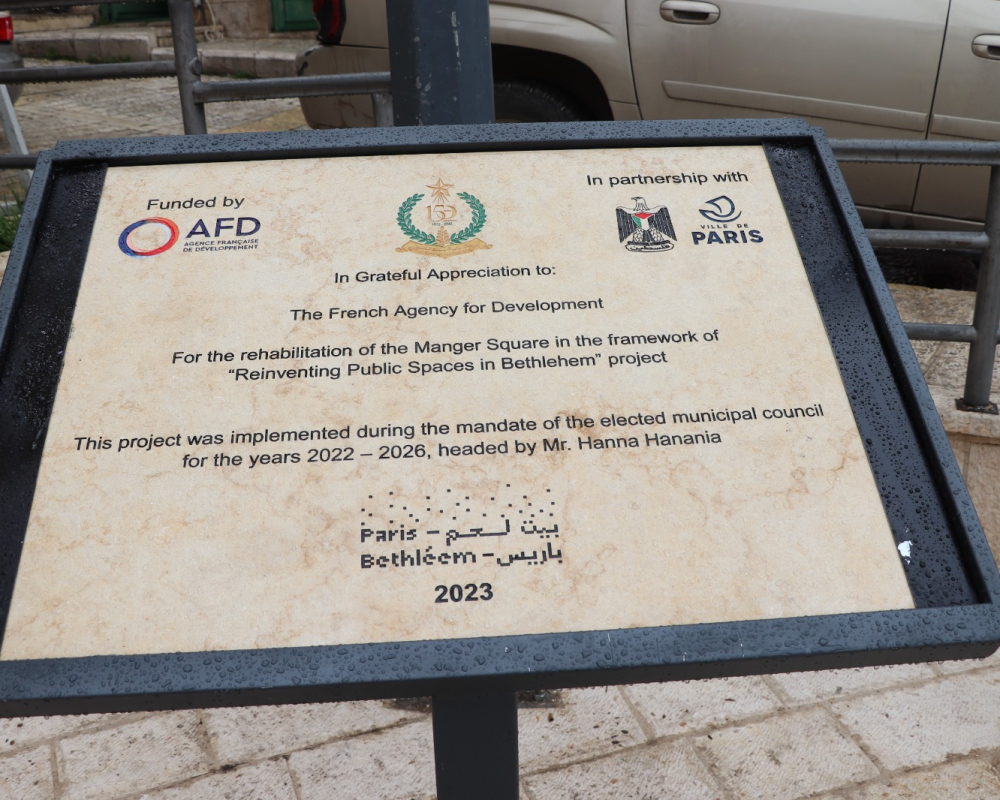 Funded by
AFD
AGENCE FRANÇAISE
DE DÉVELOPPEMENT
150
In partnership with
فلسطين
VILLE DE
PARIS
In Grateful Appreciation to:
The French Agency for Development
For the rehabilitation of the Manger Square in the framework of
“Reinventing Public Spaces in Bethlehem” project
This project was implemented during the mandate of the elected municipal council
for the years 2022 – 2026, headed by Mr. Hanna Hanania
Paris – بيت لحم
Bethléem – باريس
2023